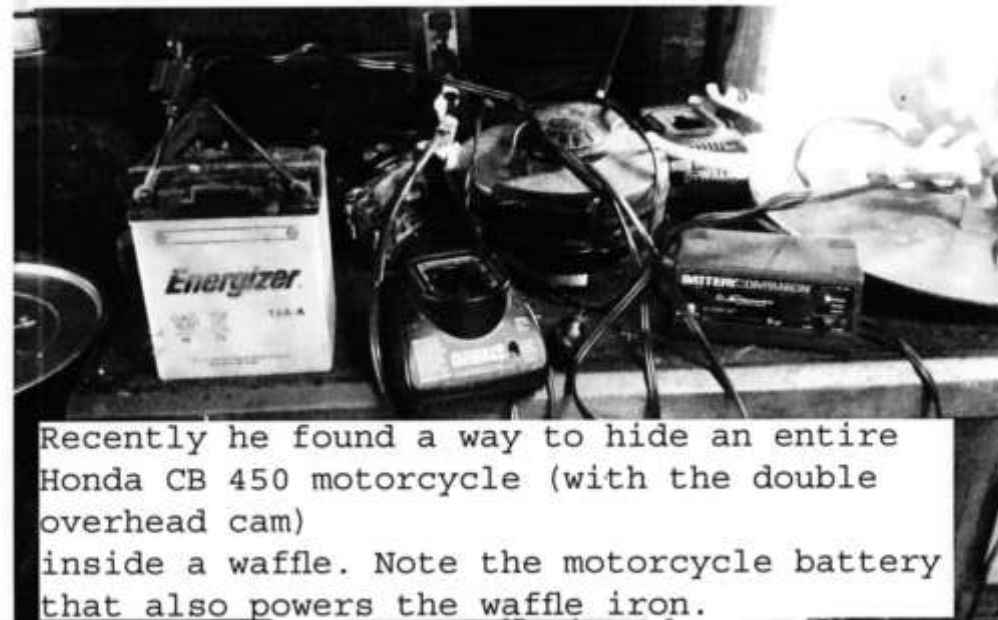 Energizer
12A-A
BATTERY COMPANION
Recently he found a way to hide an entire
Honda CB 450 motorcycle (with the double
overhead cam)
inside a waffle. Note the motorcycle battery
that also powers the waffle iron.